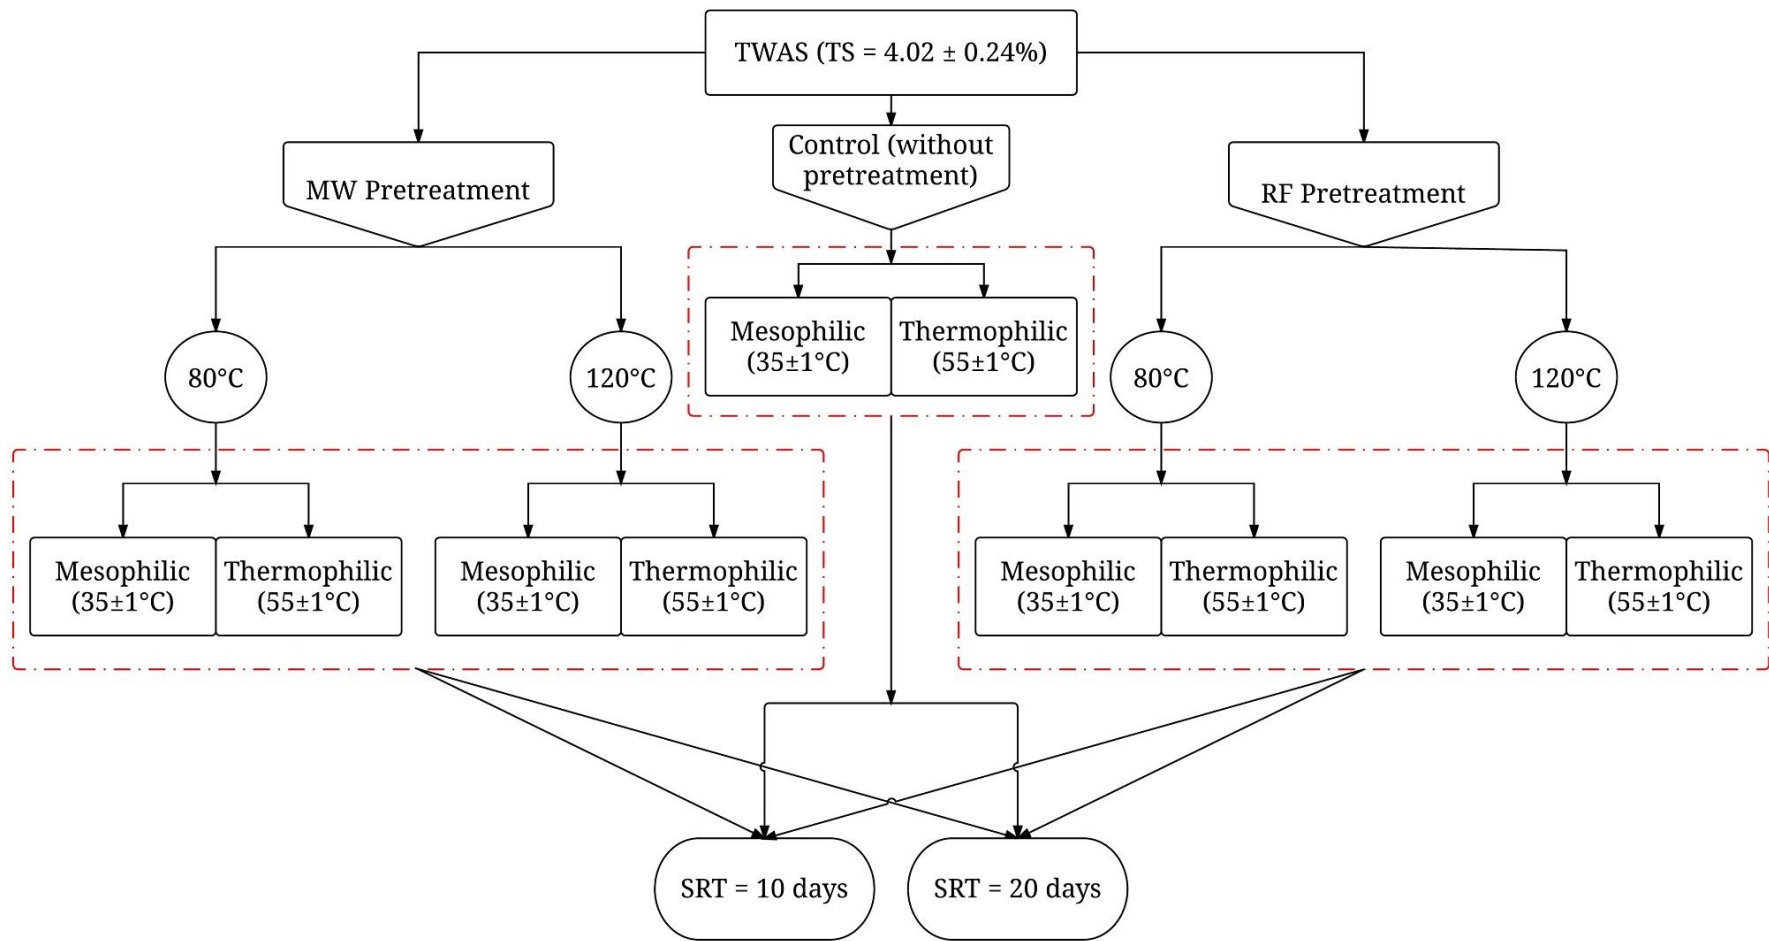 TWAS (TS = 4.02 ± 0.24%)
Control (without
pretreatment)
MW Pretreatment
RF Pretreatment
Mesophilic
(35±1°C)
Thermophilic
(55±1°C)
80°C
120°C
80°C
120°C
Mesophilic
(35±1°C)
Thermophilic
(55±1°C)
Mesophilic
(35±1°C)
Thermophilic
(55±1°C)
Mesophilic
(35±1°C)
Thermophilic
(55±1°C)
Mesophilic
(35±1°C)
Thermophilic
(55±1°C)
SRT = 10 days
SRT = 20 days